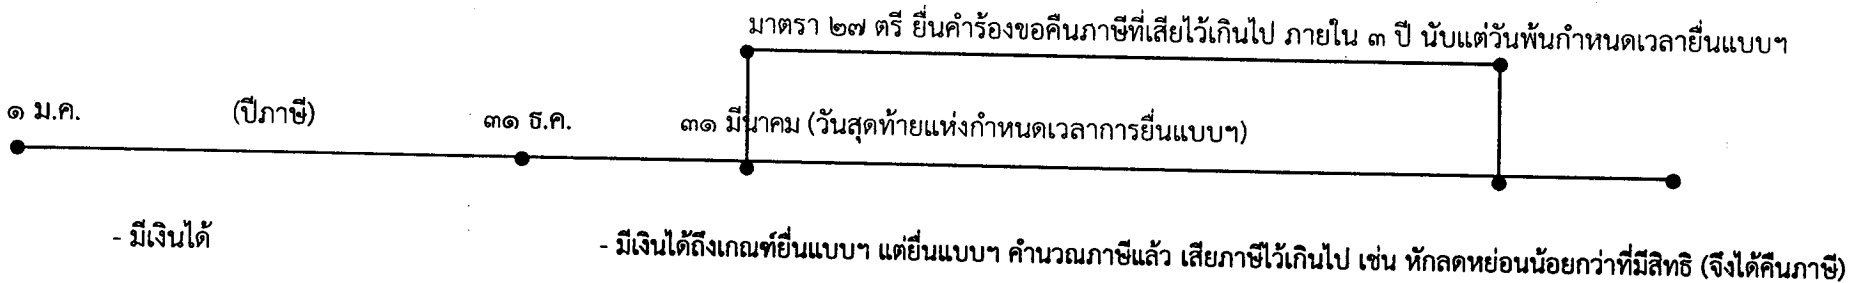 มาตรา ๒๗ ตรี ยื่นคำร้องขอคืนภาษีที่เสียไว้เกินไป ภายใน ๓ ปี นับแต่วันพ้นกำหนดเวลายื่นแบบฯ
๑ ม.ค. (ปีภาษี) ๓๑ ธ.ค. ๓๑ มีนาคม (วันสุดท้ายแห่งกำหนดเวลาการยื่นแบบฯ)
- มีเงินได้ - มีเงินได้ถึงเกณฑ์ยื่นแบบฯ แต่ยื่นแบบฯ คำนวณภาษีแล้ว เสียภาษีไว้เกินไป เช่น หักลดหย่อนน้อยกว่าที่มีสิทธิ (จึงได้คืนภาษี)